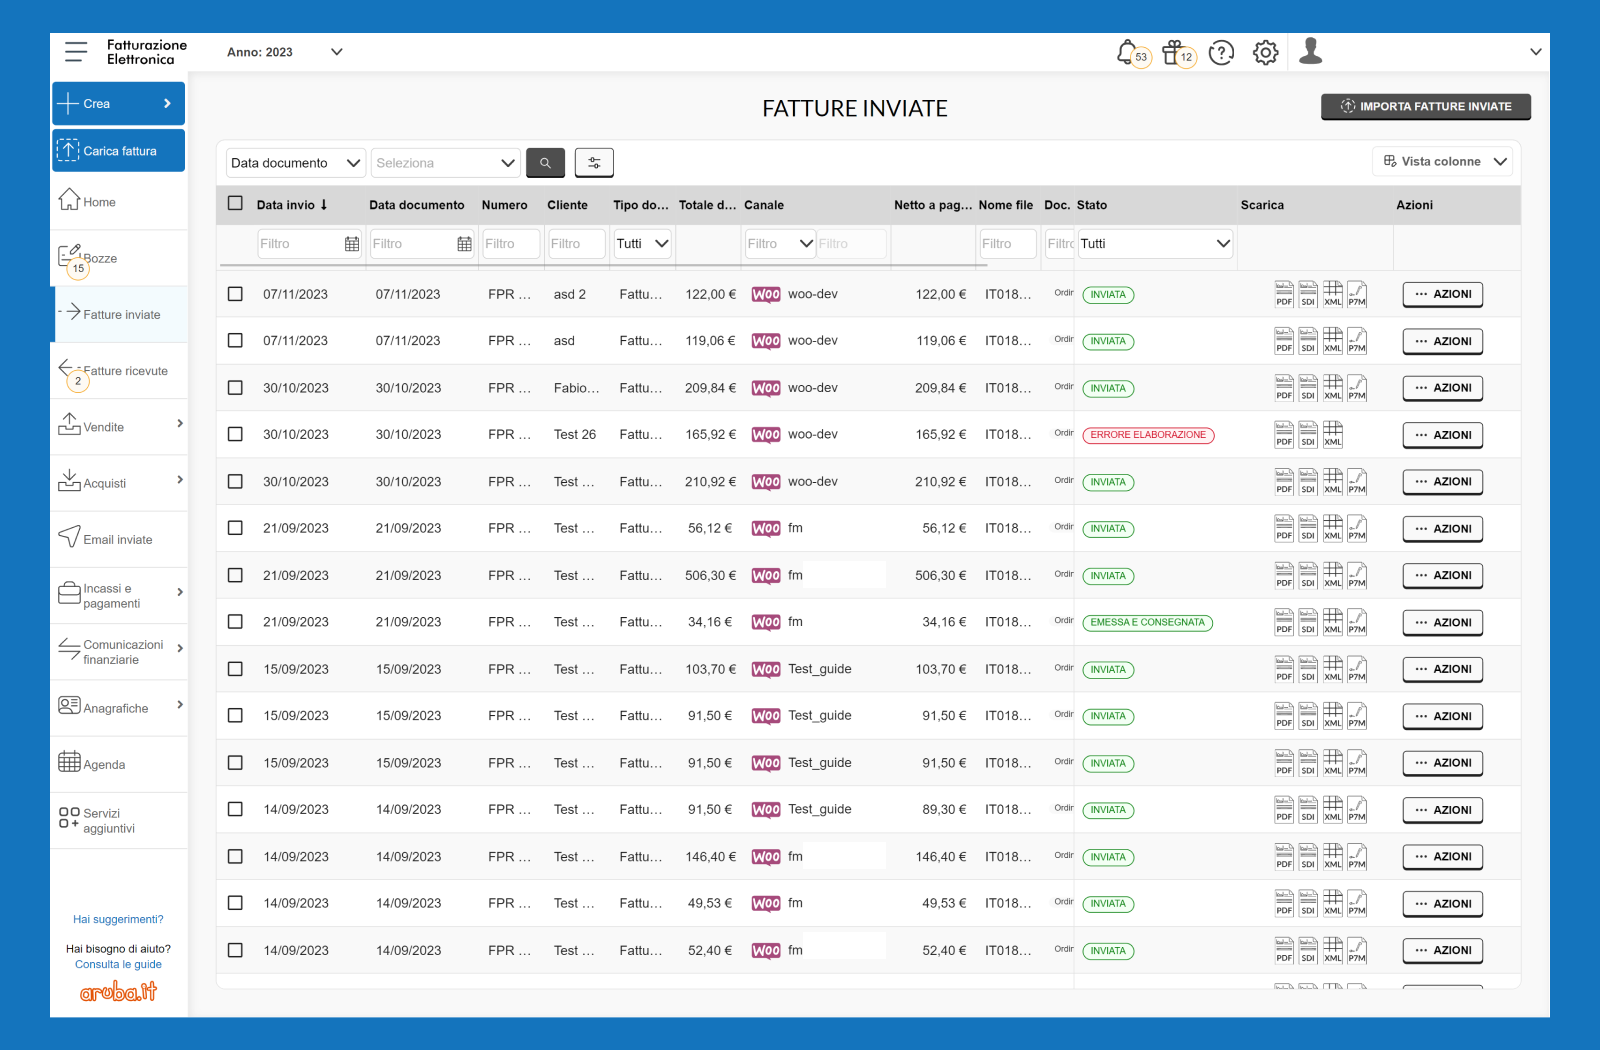 Fatturazione
Elettronica
Anno: 2023
53
12
Crea
Carica fattura
Home
Bozze
15
Fatture inviate
Fatture ricevute
2
Vendite
Acquisti
Email inviate
Incassi e
pagamenti
Comunicazioni
finanziarie
Anagrafiche
Agenda
Servizi
aggiuntivi
Hai suggerimenti?
Hai bisogno di aiuto?
Consulta le guide
aruba.it
FATTURE INVIATE
IMPORTA FATTURE INVIATE
Data documento Seleziona Vista colonne
Data invio Data documento Numero Cliente Tipo do... Totale d... Canale Netto a pag... Nome file Doc. Stato Scarica Azioni
Filtro Filtro Filtro Filtro Tutti Filtro Filtro Filtro Filtro Tutti
07/11/2023 07/11/2023 FPR ... asd 2 Fattu... 122,00 € Woo woo-dev 122,00 € IT018... Ordir INVIATA PDF SDI XML P7M ... AZIONI
07/11/2023 07/11/2023 FPR ... asd Fattu... 119,06 € Woo woo-dev 119,06 € IT018... Ordir INVIATA PDF SDI XML P7M ... AZIONI
30/10/2023 30/10/2023 FPR ... Fabio... Fattu... 209,84 € Woo woo-dev 209,84 € IT018... Ordir INVIATA PDF SDI XML P7M ... AZIONI
30/10/2023 30/10/2023 FPR ... Test 26 Fattu... 165,92 € Woo woo-dev 165,92 € IT018... Ordir ERRORE ELABORAZIONE PDF SDI XML ... AZIONI
30/10/2023 30/10/2023 FPR ... Test ... Fattu... 210,92 € Woo woo-dev 210,92 € IT018... Ordir INVIATA PDF SDI XML P7M ... AZIONI
21/09/2023 21/09/2023 FPR ... Test ... Fattu... 56,12 € Woo fm 56,12 € IT018... Ordir INVIATA PDF SDI XML P7M ... AZIONI
21/09/2023 21/09/2023 FPR ... Test ... Fattu... 506,30 € Woo fm 506,30 € IT018... Ordir INVIATA PDF SDI XML P7M ... AZIONI
21/09/2023 21/09/2023 FPR ... Test ... Fattu... 34,16 € Woo fm 34,16 € IT018... Ordir EMESSA E CONSEGNATA PDF SDI XML P7M ... AZIONI
15/09/2023 15/09/2023 FPR ... Test ... Fattu... 103,70 € Woo Test_guide 103,70 € IT018... Ordir INVIATA PDF SDI XML P7M ... AZIONI
15/09/2023 15/09/2023 FPR ... Test ... Fattu... 91,50 € Woo Test_guide 91,50 € IT018... Ordir INVIATA PDF SDI XML P7M ... AZIONI
15/09/2023 15/09/2023 FPR ... Test ... Fattu... 91,50 € Woo Test_guide 91,50 € IT018... Ordir INVIATA PDF SDI XML P7M ... AZIONI
14/09/2023 14/09/2023 FPR ... Test ... Fattu... 91,50 € Woo Test_guide 89,30 € IT018... Ordir INVIATA PDF SDI XML P7M ... AZIONI
14/09/2023 14/09/2023 FPR ... Test ... Fattu... 146,40 € Woo fm 146,40 € IT018... Ordir INVIATA PDF SDI XML P7M ... AZIONI
14/09/2023 14/09/2023 FPR ... Test ... Fattu... 49,53 € Woo fm 49,53 € IT018... Ordir INVIATA PDF SDI XML P7M ... AZIONI
14/09/2023 14/09/2023 FPR ... Test ... Fattu... 52,40 € Woo fm 52,40 € IT018... Ordir INVIATA PDF SDI XML P7M ... AZIONI